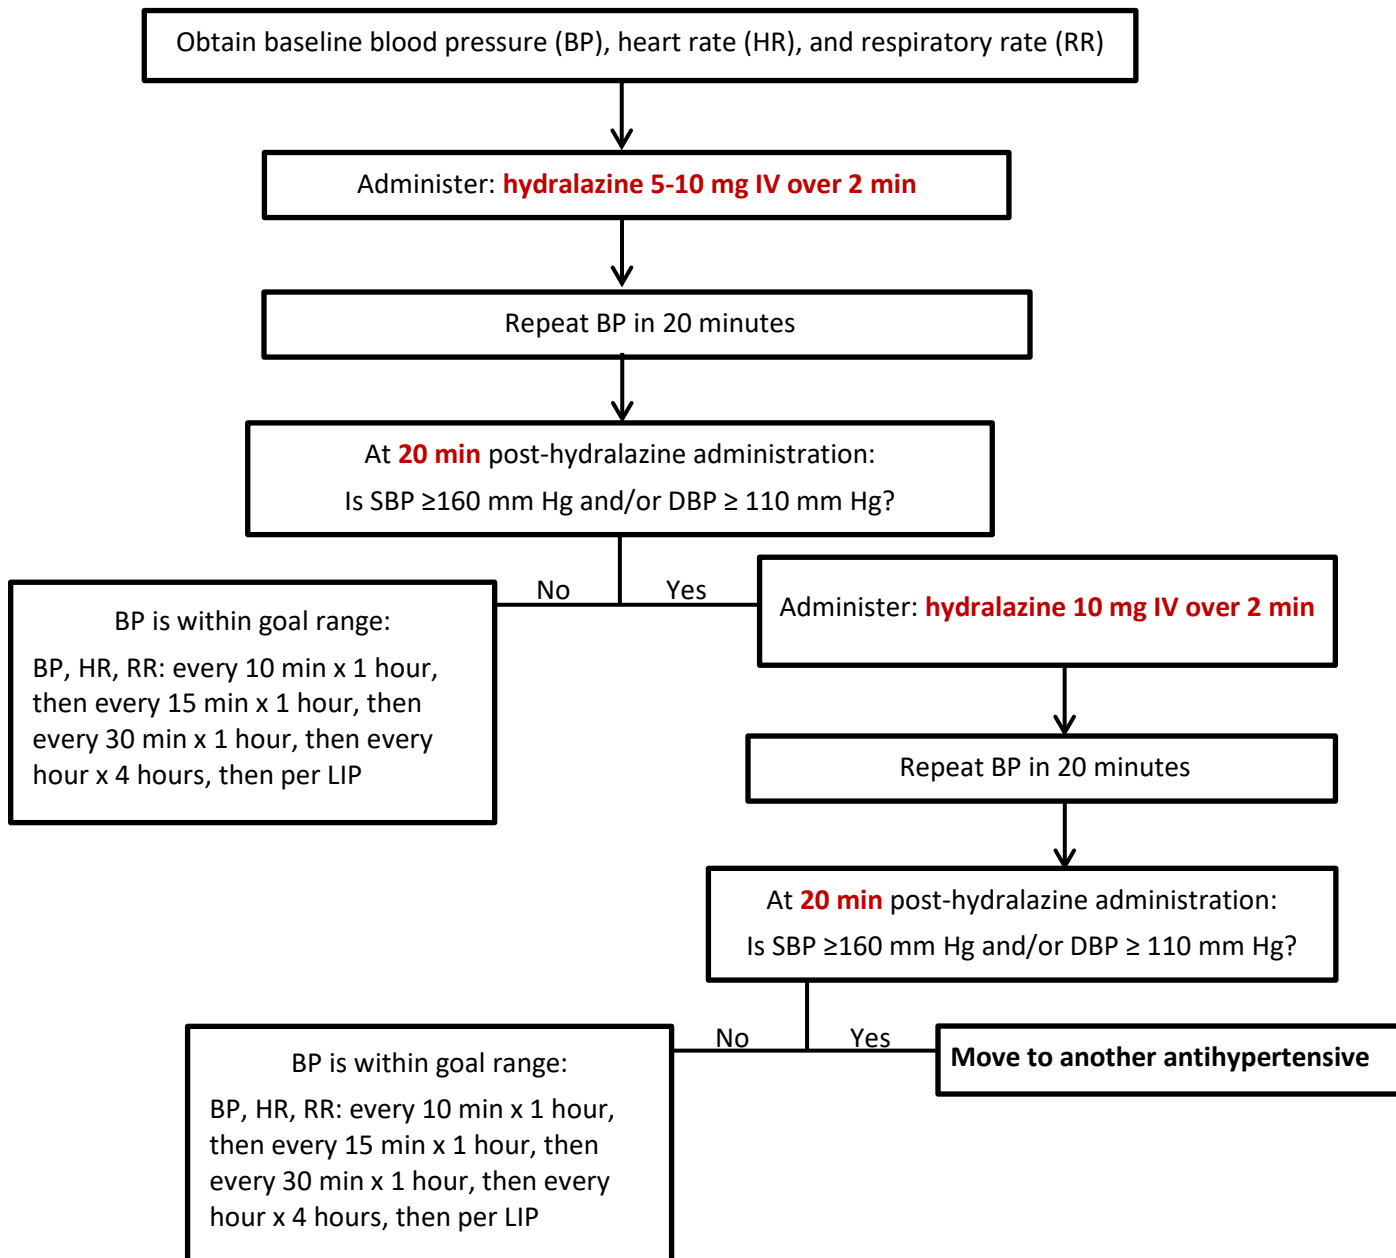 Obtain baseline blood pressure (BP), heart rate (HR), and respiratory rate (RR)
Administer: hydralazine 5-10 mg IV over 2 min
Repeat BP in 20 minutes
At 20 min post-hydralazine administration:
Is SBP ≥160 mm Hg and/or DBP ≥ 110 mm Hg?
No
Yes
BP is within goal range:
BP, HR, RR: every 10 min x 1 hour,
then every 15 min x 1 hour, then
every 30 min x 1 hour, then every
hour x 4 hours, then per LIP
Administer: hydralazine 10 mg IV over 2 min
Repeat BP in 20 minutes
At 20 min post-hydralazine administration:
Is SBP ≥160 mm Hg and/or DBP ≥ 110 mm Hg?
No
Yes
BP is within goal range:
BP, HR, RR: every 10 min x 1 hour,
then every 15 min x 1 hour, then
every 30 min x 1 hour, then every
hour x 4 hours, then per LIP
Move to another antihypertensive